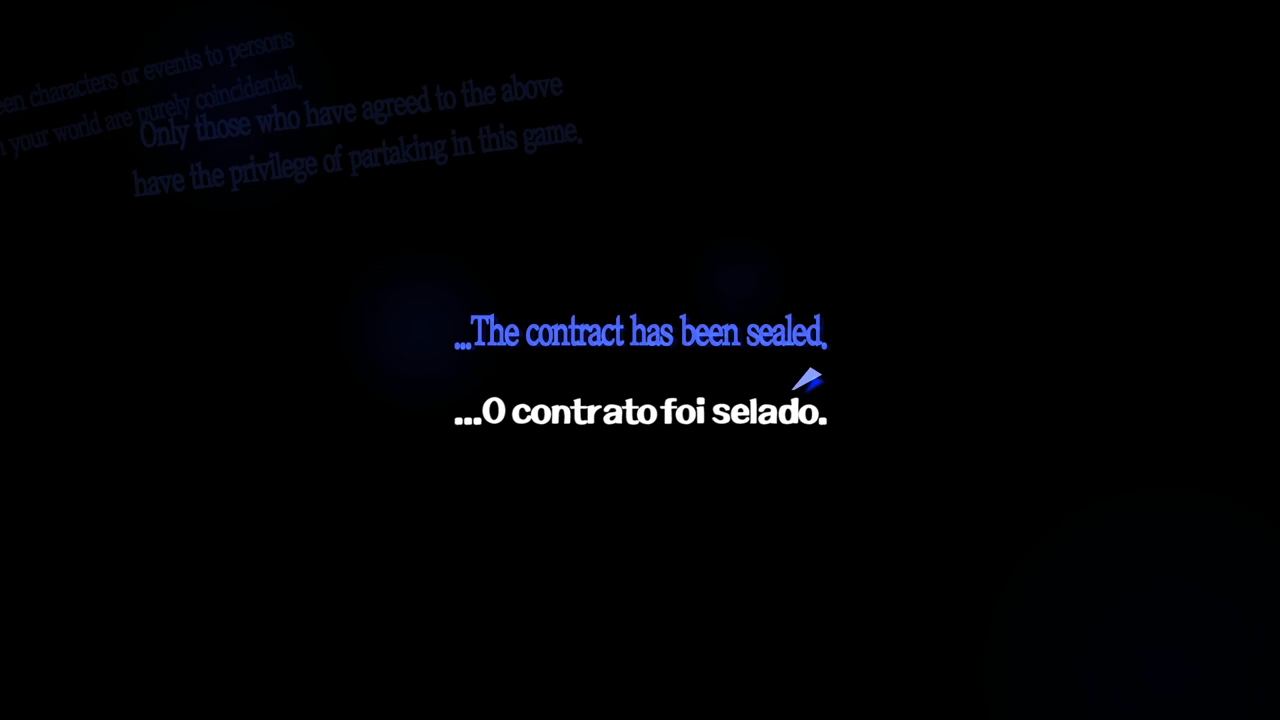 een characters or events to persons
your world are purely coincidental.
Only those who have agreed to the above
have the privilege of partaking in this game.
...The contract has been sealed.
...O contrato foi selado.